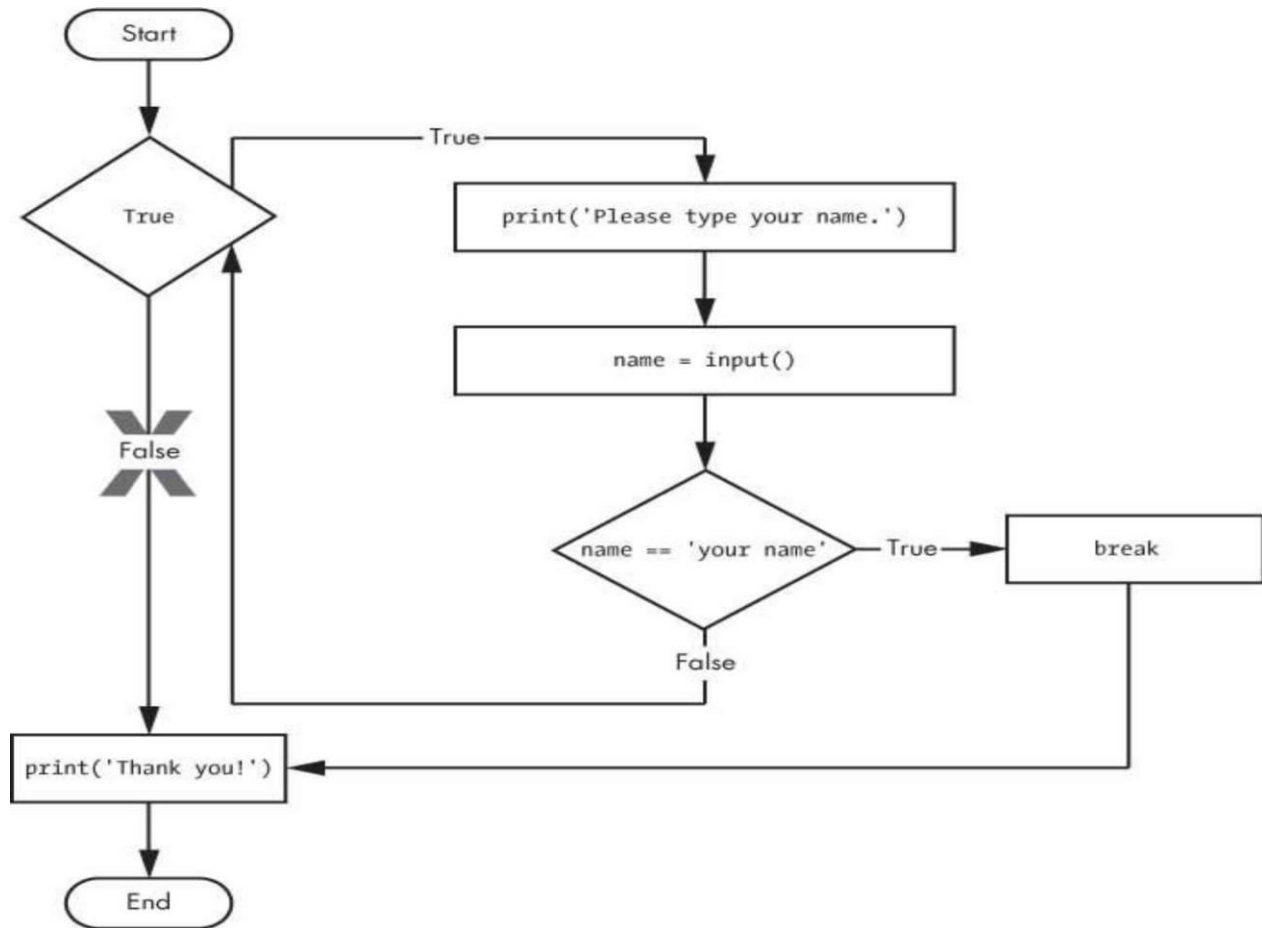 Start
True
True
print('Please type your name.')
name = input()
False
name == 'your name'
True
break
False
print('Thank you!')
End